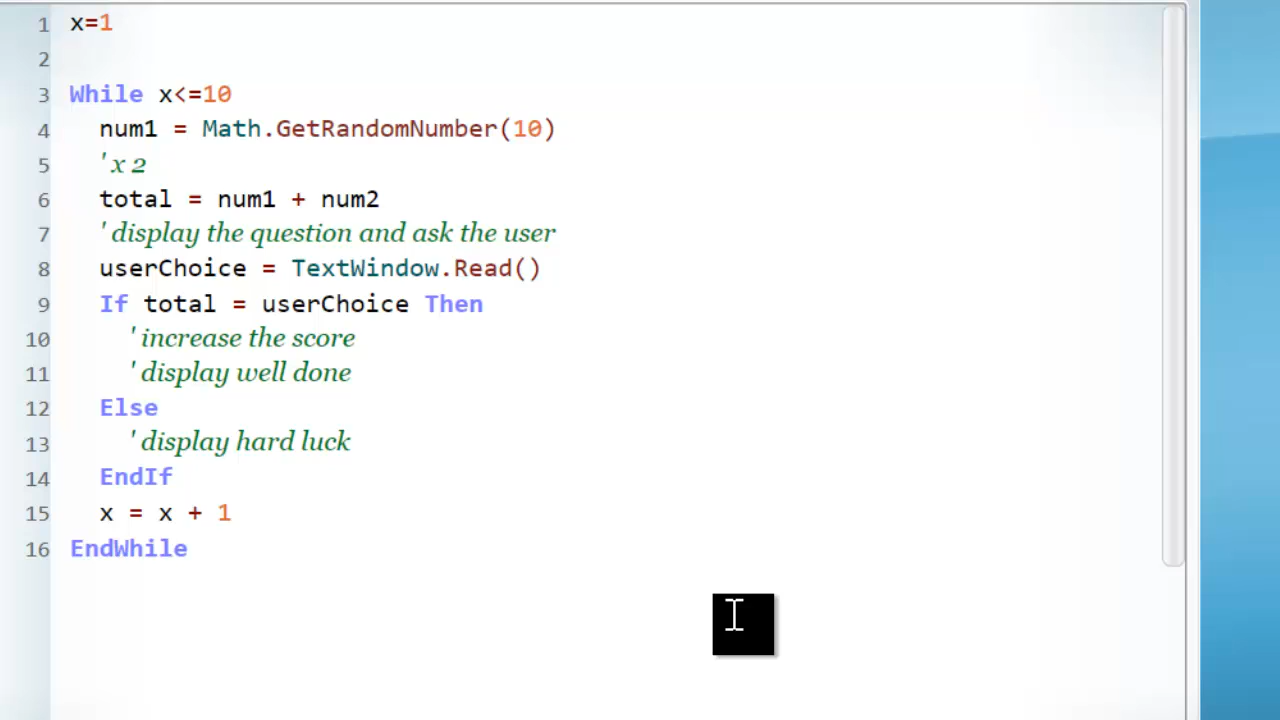 1 x=1
2
3 While x<=10
4 num1 = Math.GetRandomNumber(10)
5 ' x 2
6 total = num1 + num2
7 ' display the question and ask the user
8 userChoice = TextWindow.Read()
9 If total = userChoice Then
10 ' increase the score
11 ' display well done
12 Else
13 ' display hard luck
14 EndIf
15 x = x + 1
16 EndWhile